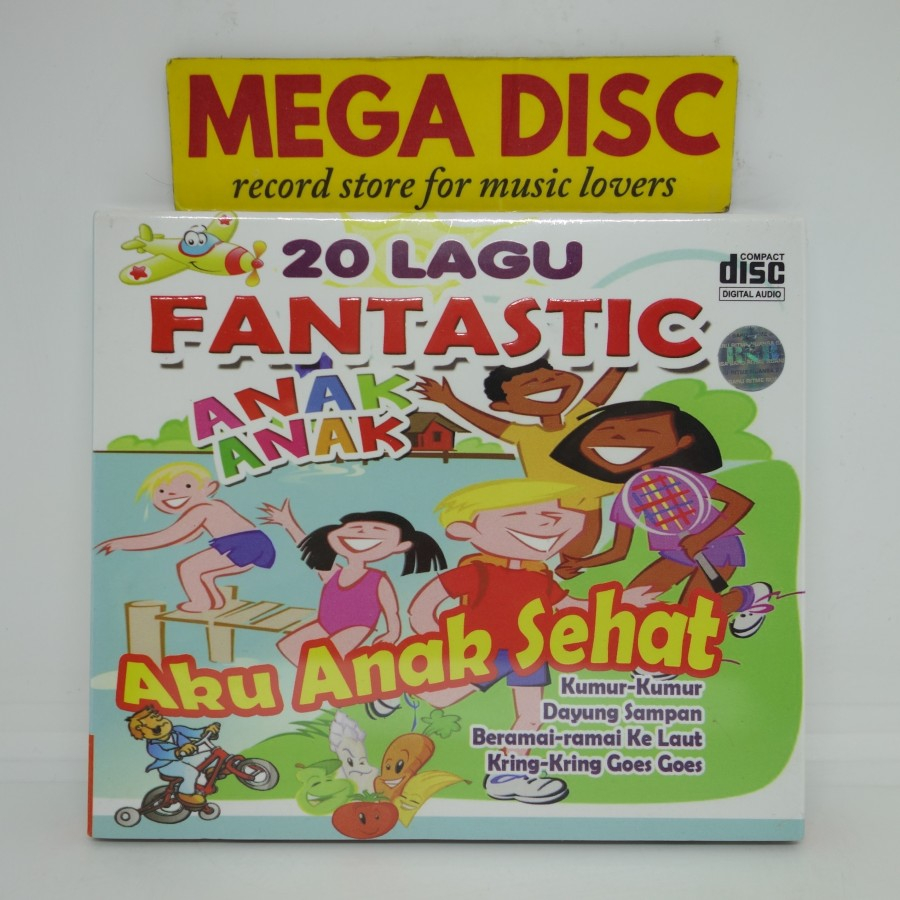 MEGA DISC
record store for music lovers
20 LAGU
COMPACT
disc
DIGITAL AUDIO
FANTASTIC
ANAK
ANAK
Aku Anak Sehat
Kumur-Kumur
Dayung Sampan
Beramai-ramai Ke Laut
Kring-Kring Goes Goes